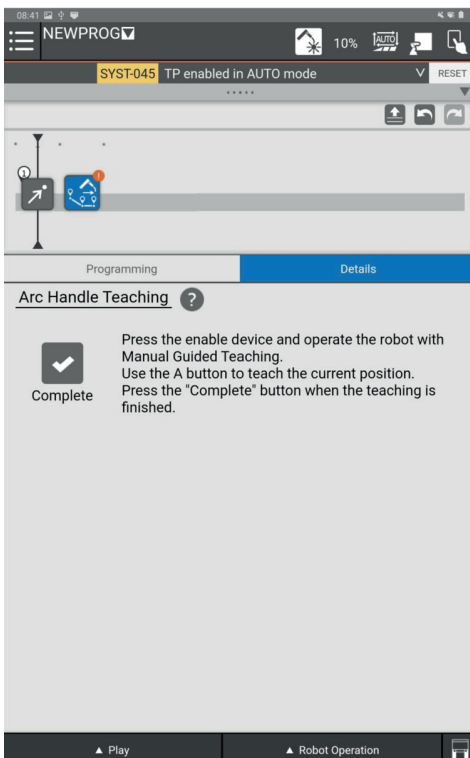 08:41
NEWPROG
10%
AUTO
SYST-045 TP enabled in AUTO mode
RESET
1
!
Programming
Details
Arc Handle Teaching ?
Press the enable device and operate the robot with
Manual Guided Teaching.
Use the A button to teach the current position.
Press the "Complete" button when the teaching is
finished.
Complete
▲ Play
▲ Robot Operation